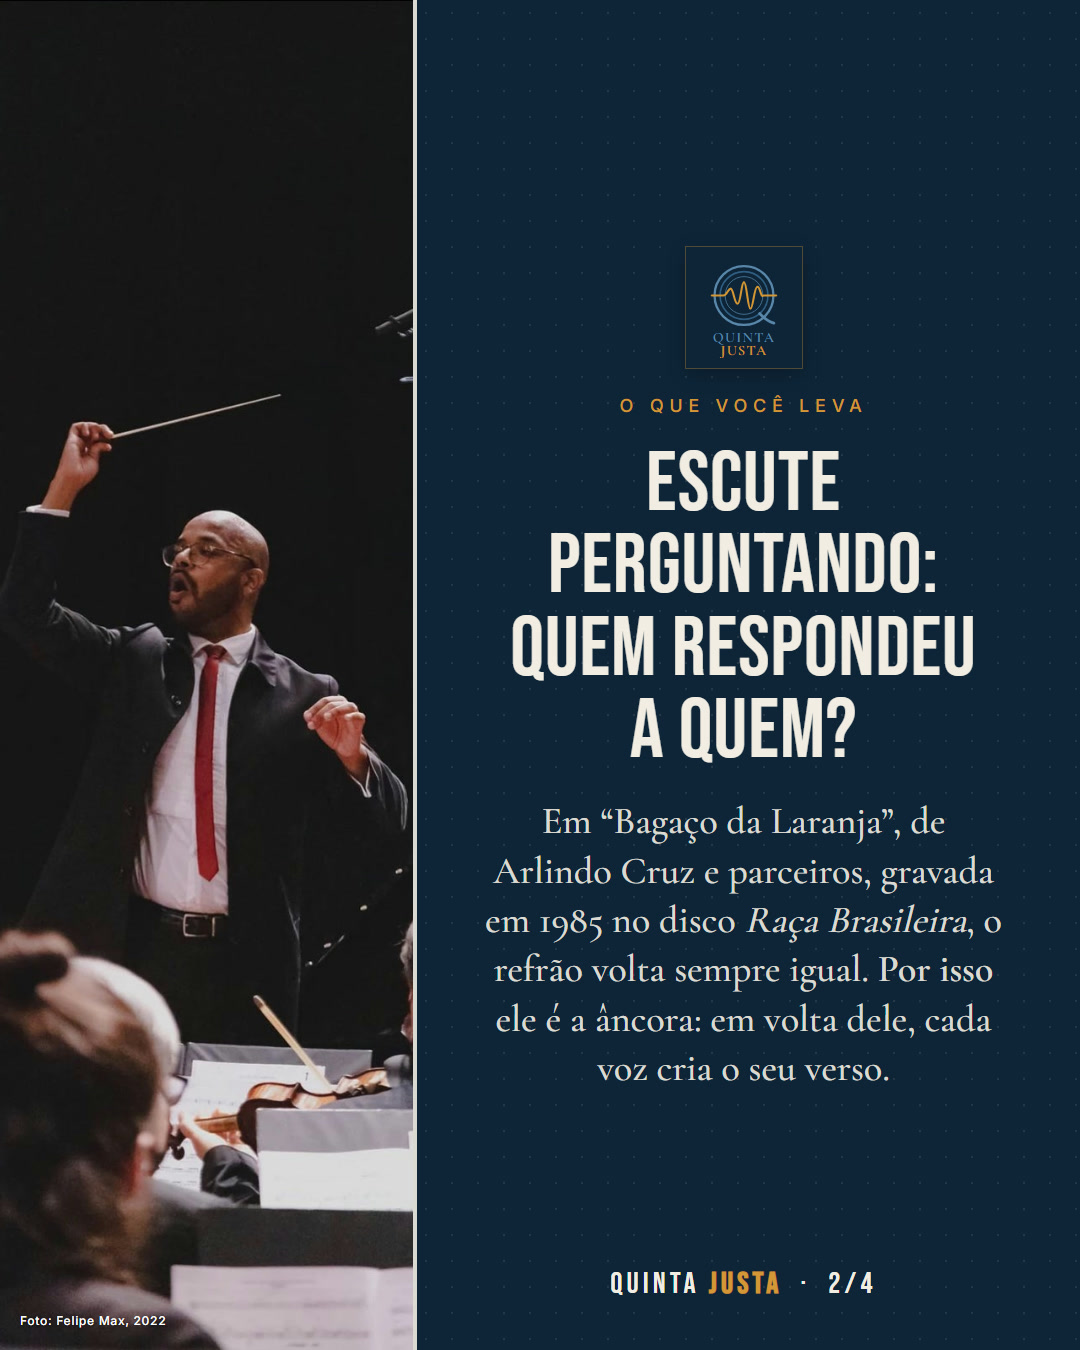 QUINTA
JUSTA
O QUE VOCÊ LEVA
ESCUTE
PERGUNTANDO:
QUEM RESPONDEU
A QUEM?
Em “Bagaço da Laranja”, de
Arlindo Cruz e parceiros, gravada
em 1985 no disco Raça Brasileira, o
refrão volta sempre igual. Por isso
ele é a âncora: em volta dele, cada
voz cria o seu verso.
QUINTA JUSTA · 2/4
Foto: Felipe Max, 2022